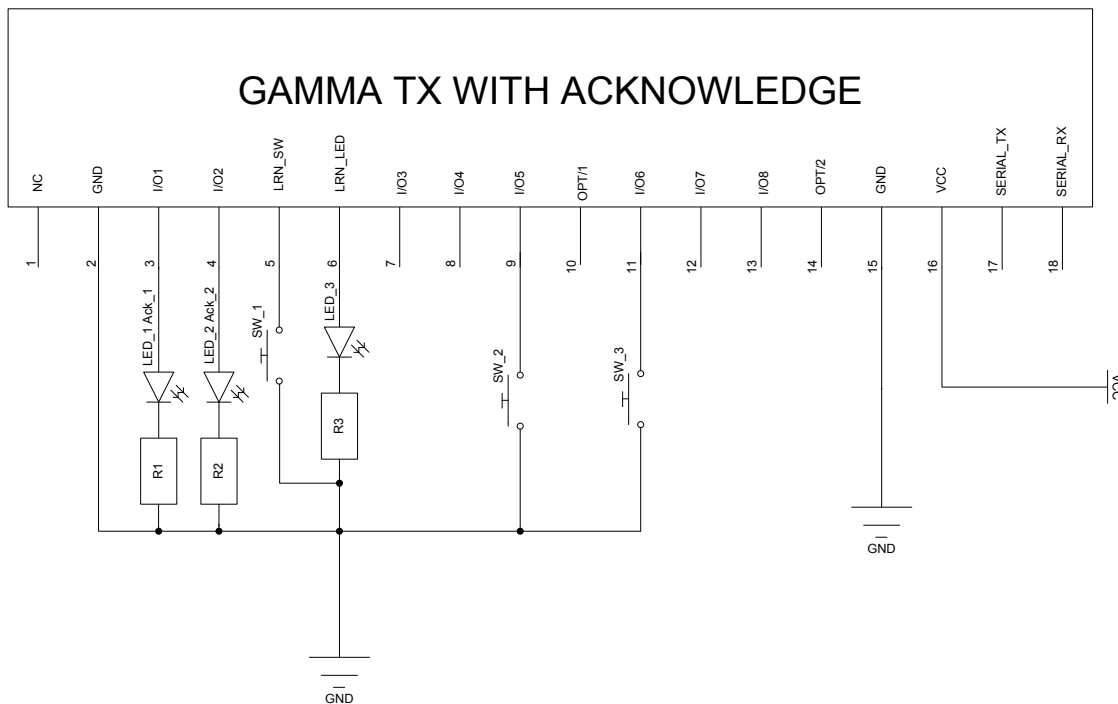 GAMMA TX WITH ACKNOWLEDGE
NC
GND
I/O1
I/O2
LRN_SW
LRN_LED
I/O3
I/O4
I/O5
OPT/1
I/O6
I/O7
I/O8
OPT/2
GND
VCC
SERIAL_TX
SERIAL_RX
1
2
3
4
5
6
7
8
9
10
11
12
13
14
15
16
17
18
LED_1 Ack_1
LED_2 Ack_2
SW_1
LED_3
SW_2
SW_3
VCC
R1
R2
R3
GND
GND